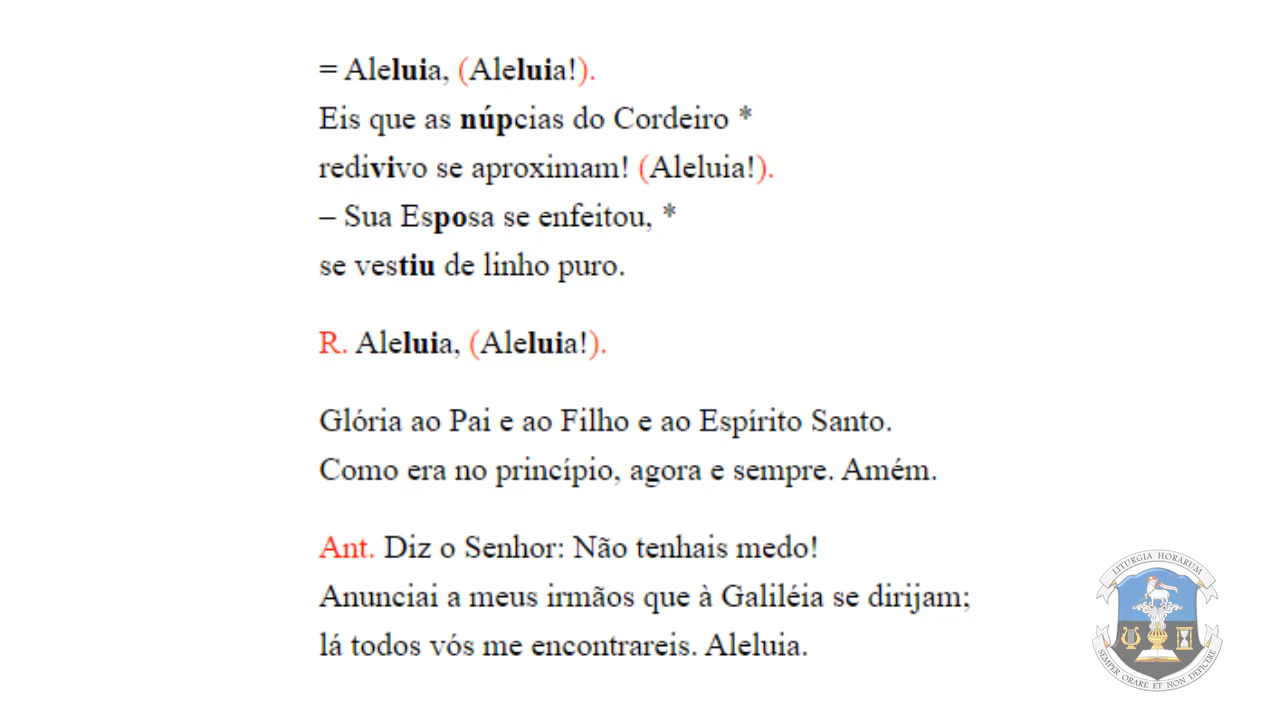 = Aleluia, (Aleluia!).
Eis que as núpcias do Cordeiro *
redivivo se aproximam! (Aleluia!).
– Sua Esposa se enfeitou, *
se vestiu de linho puro.
R. Aleluia, (Aleluia!).
Glória ao Pai e ao Filho e ao Espírito Santo.
Como era no princípio, agora e sempre. Amém.
Ant. Diz o Senhor: Não tenhais medo!
Anunciai a meus irmãos que à Galiléia se dirijam;
lá todos vós me encontrareis. Aleluia.
LITURGIA HORARUM
SEMPER ORARE ET NON DEFICERE